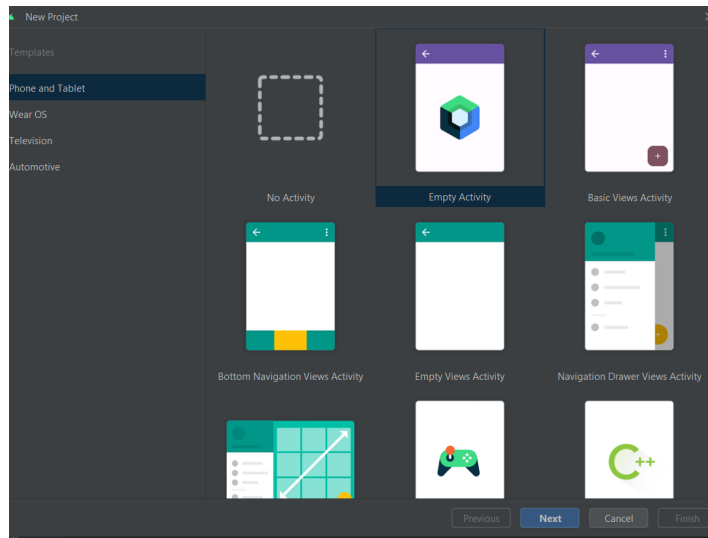 New Project
Templates
Phone and Tablet
Wear OS
Television
Automotive
No Activity
Empty Activity
Basic Views Activity
Bottom Navigation Views Activity
Empty Views Activity
Navigation Drawer Views Activity
C++
Previous
Next
Cancel
Finish